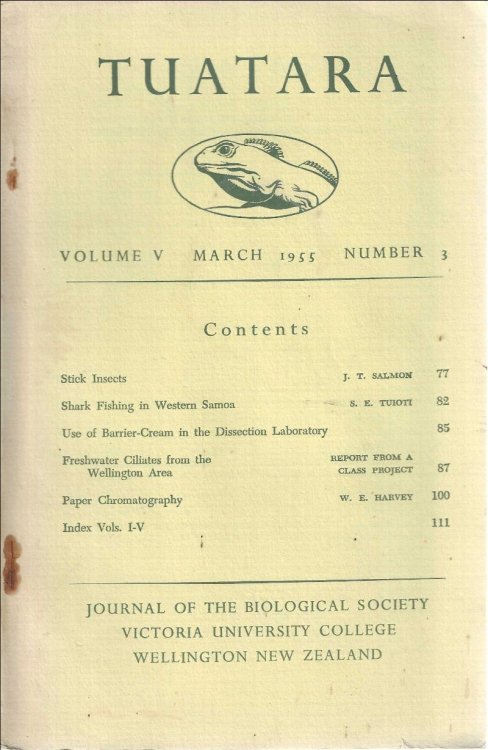 TUATARA
VOLUME V MARCH 1955 NUMBER 3
Contents
Stick Insects J. T. SALMON 77
Shark Fishing in Western Samoa S. E. TUIOTI 82
Use of Barrier-Cream in the Dissection Laboratory 85
Freshwater Ciliates from the REPORT FROM A
Wellington Area CLASS PROJECT 87
Paper Chromatography W. E. HARVEY 100
Index Vols. I-V 111
JOURNAL OF THE BIOLOGICAL SOCIETY
VICTORIA UNIVERSITY COLLEGE
WELLINGTON NEW ZEALAND